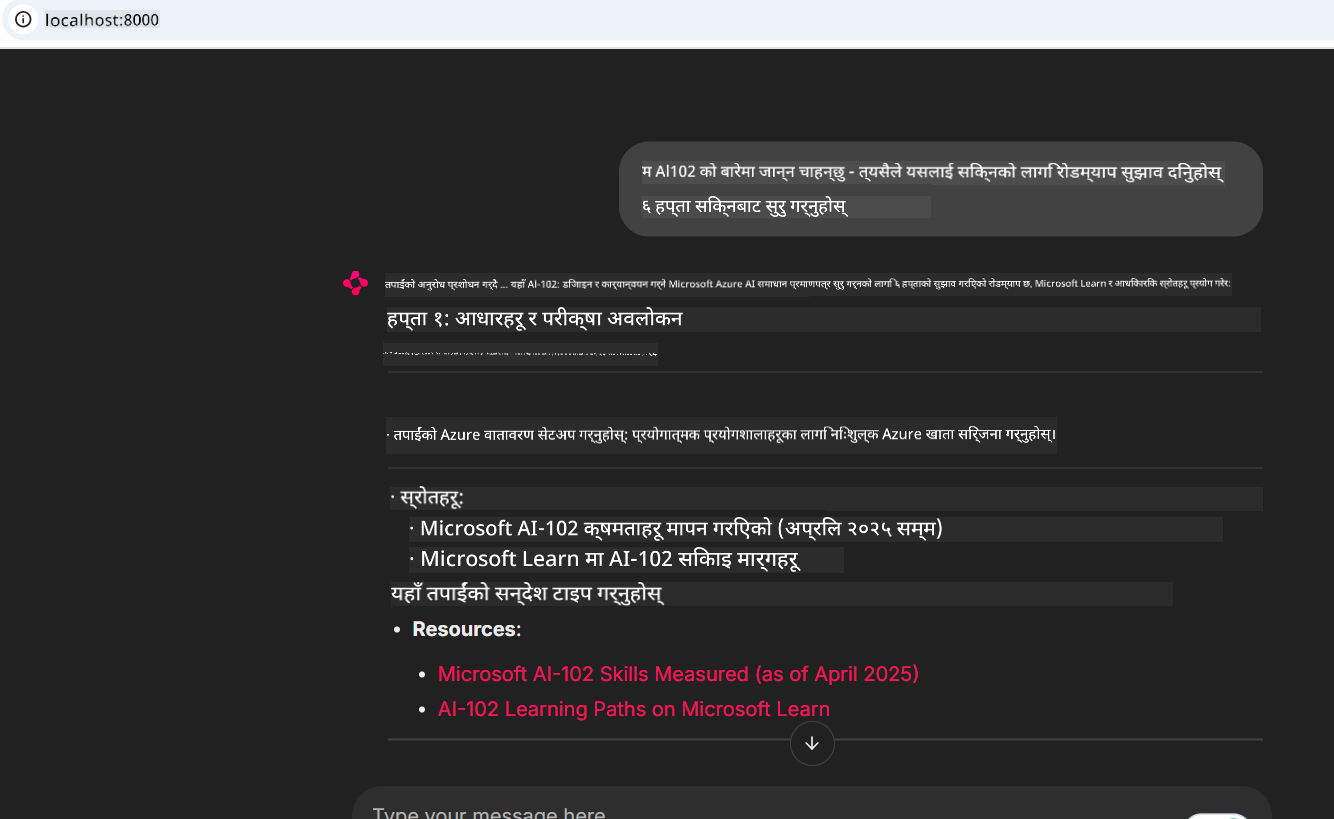 localhost:8000
म AI102 को बारेमा जान्न चाहन्छु - त्यसैले यसलाई सिक्नको लागि रोडम्याप सुझाव दिनुहोस्
६ हप्ता सिक्नबाट सुरु गर्नुहोस्
तपाईंको अनुरोध प्रशोधन गर्दै ... यहाँ AI-102: डिजाइन र कार्यान्वयन गर्ने Microsoft Azure AI समाधान प्रमाणपत्र सुरु गर्नको लागि ६ हप्ताको सुझाव गरिएको रोडम्याप छ, Microsoft Learn र आधिकारिक स्रोतहरू प्रयोग गरेर:
हप्ता १: आधारहरू र परीक्षा अवलोकन
· तपाईंको Azure वातावरण सेटअप गर्नुहोस्: प्रयोगात्मक प्रयोगशालाहरूका लागि निःशुल्क Azure खाता सिर्जना गर्नुहोस्।
· स्रोतहरू:
· Microsoft AI-102 क्षमताहरू मापन गरिएको (अप्रिल २०२५ सम्म)
· Microsoft Learn मा AI-102 सिकाइ मार्गहरू
यहाँ तपाईंको सन्देश टाइप गर्नुहोस्
• Resources:
• Microsoft AI-102 Skills Measured (as of April 2025)
• AI-102 Learning Paths on Microsoft Learn
Type your message here